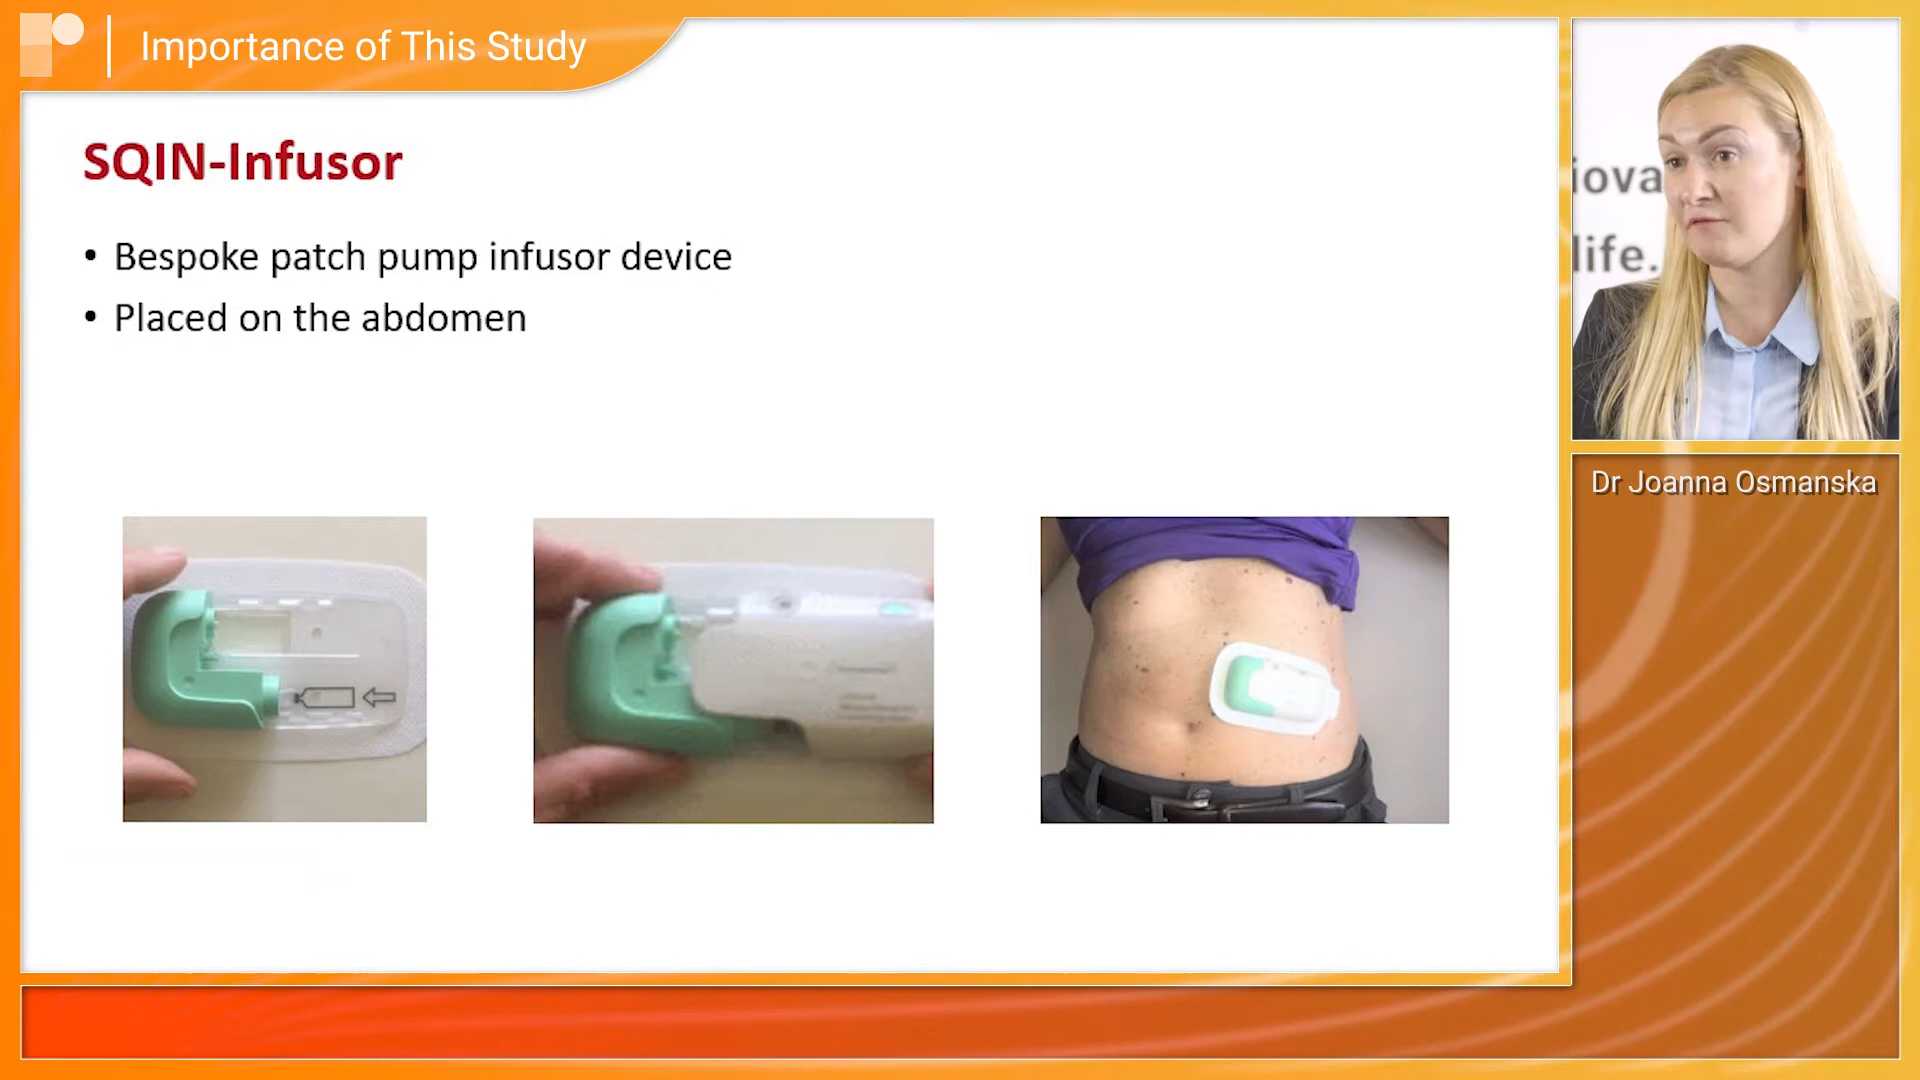 Importance of This Study
SQIN-Infusor
• Bespoke patch pump infusor device
• Placed on the abdomen
iova
life.
Dr Joanna Osmanska